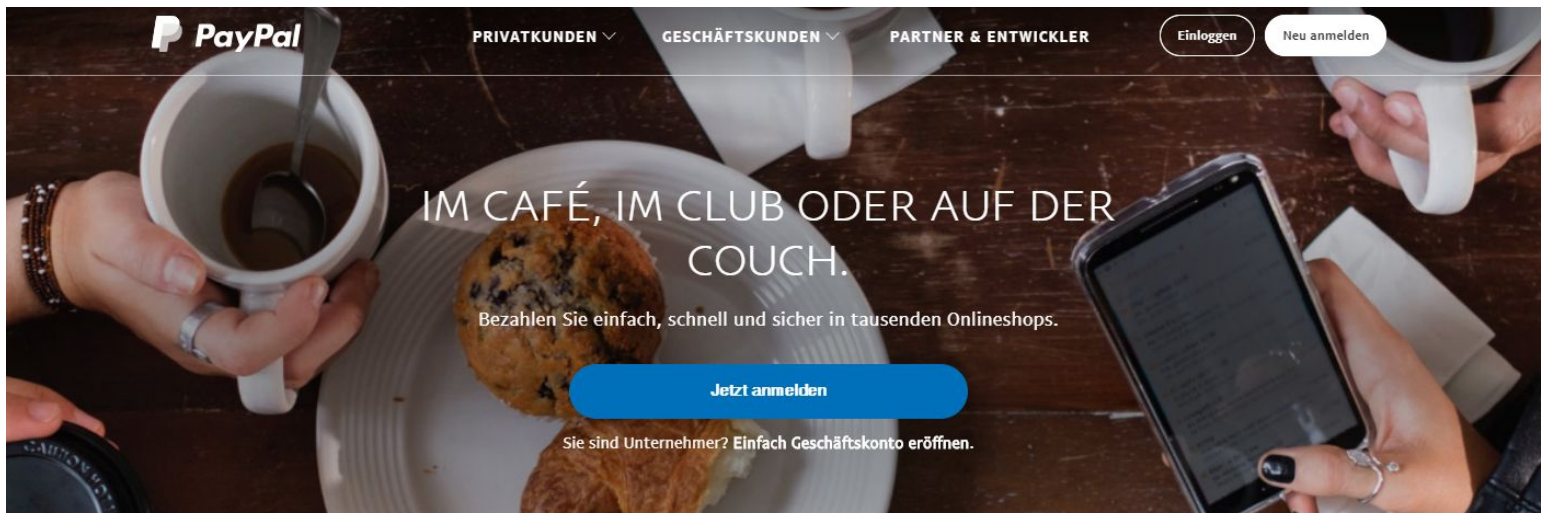 PayPal
PRIVATKUNDEN
GESCHÄFTSKUNDEN
PARTNER & ENTWICKLER
Einloggen
Neu anmelden
IM CAFÉ, IM CLUB ODER AUF DER
COUCH.
Bezahlen Sie einfach, schnell und sicher in tausenden Onlineshops.
Jetzt anmelden
Sie sind Unternehmer? Einfach Geschäftskonto eröffnen.